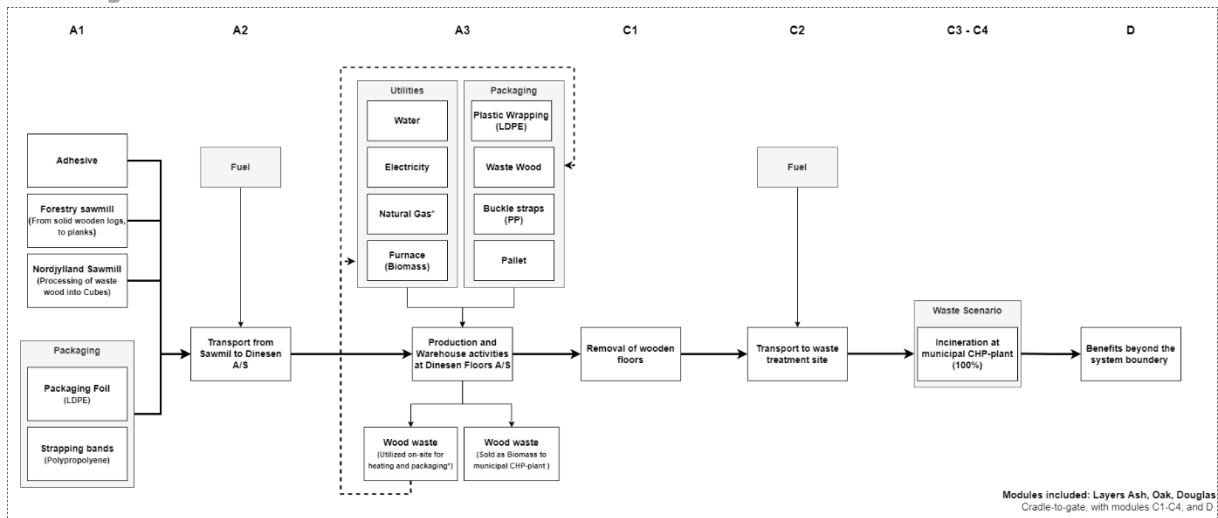 A1
A2
A3
C1
C2
C3 - C4
D
Adhesive
Forestry sawmill
(From solid wooden logs,
to planks)
Nordjylland Sawmill
(Processing of waste
wood into Cubes)
Packaging
Packaging Foil
(LDPE)
Strapping bands
(Polypropolyene)
Fuel
Transport from
Sawmil to Dinesen
A/S
Utilities
Water
Electricity
Natural Gas*
Furnace
(Biomass)
Packaging
Plastic Wrapping
(LDPE)
Waste Wood
Buckle straps
(PP)
Pallet
Production and
Warehouse activities
at Dinesen Floors A/S
Wood waste
(Utilized on-site for
heating and packaging*)
Wood waste
(Sold as Biomass to
municipal CHP-plant )
Removal of wooden
floors
Fuel
Transport to waste
treatment site
Waste Scenario
Incineration at
municipal CHP-plant
(100%)
Benefits beyond the
system boundery
Modules included: Layers Ash, Oak, Douglas
Cradle-to-gate, with modules C1-C4, and D